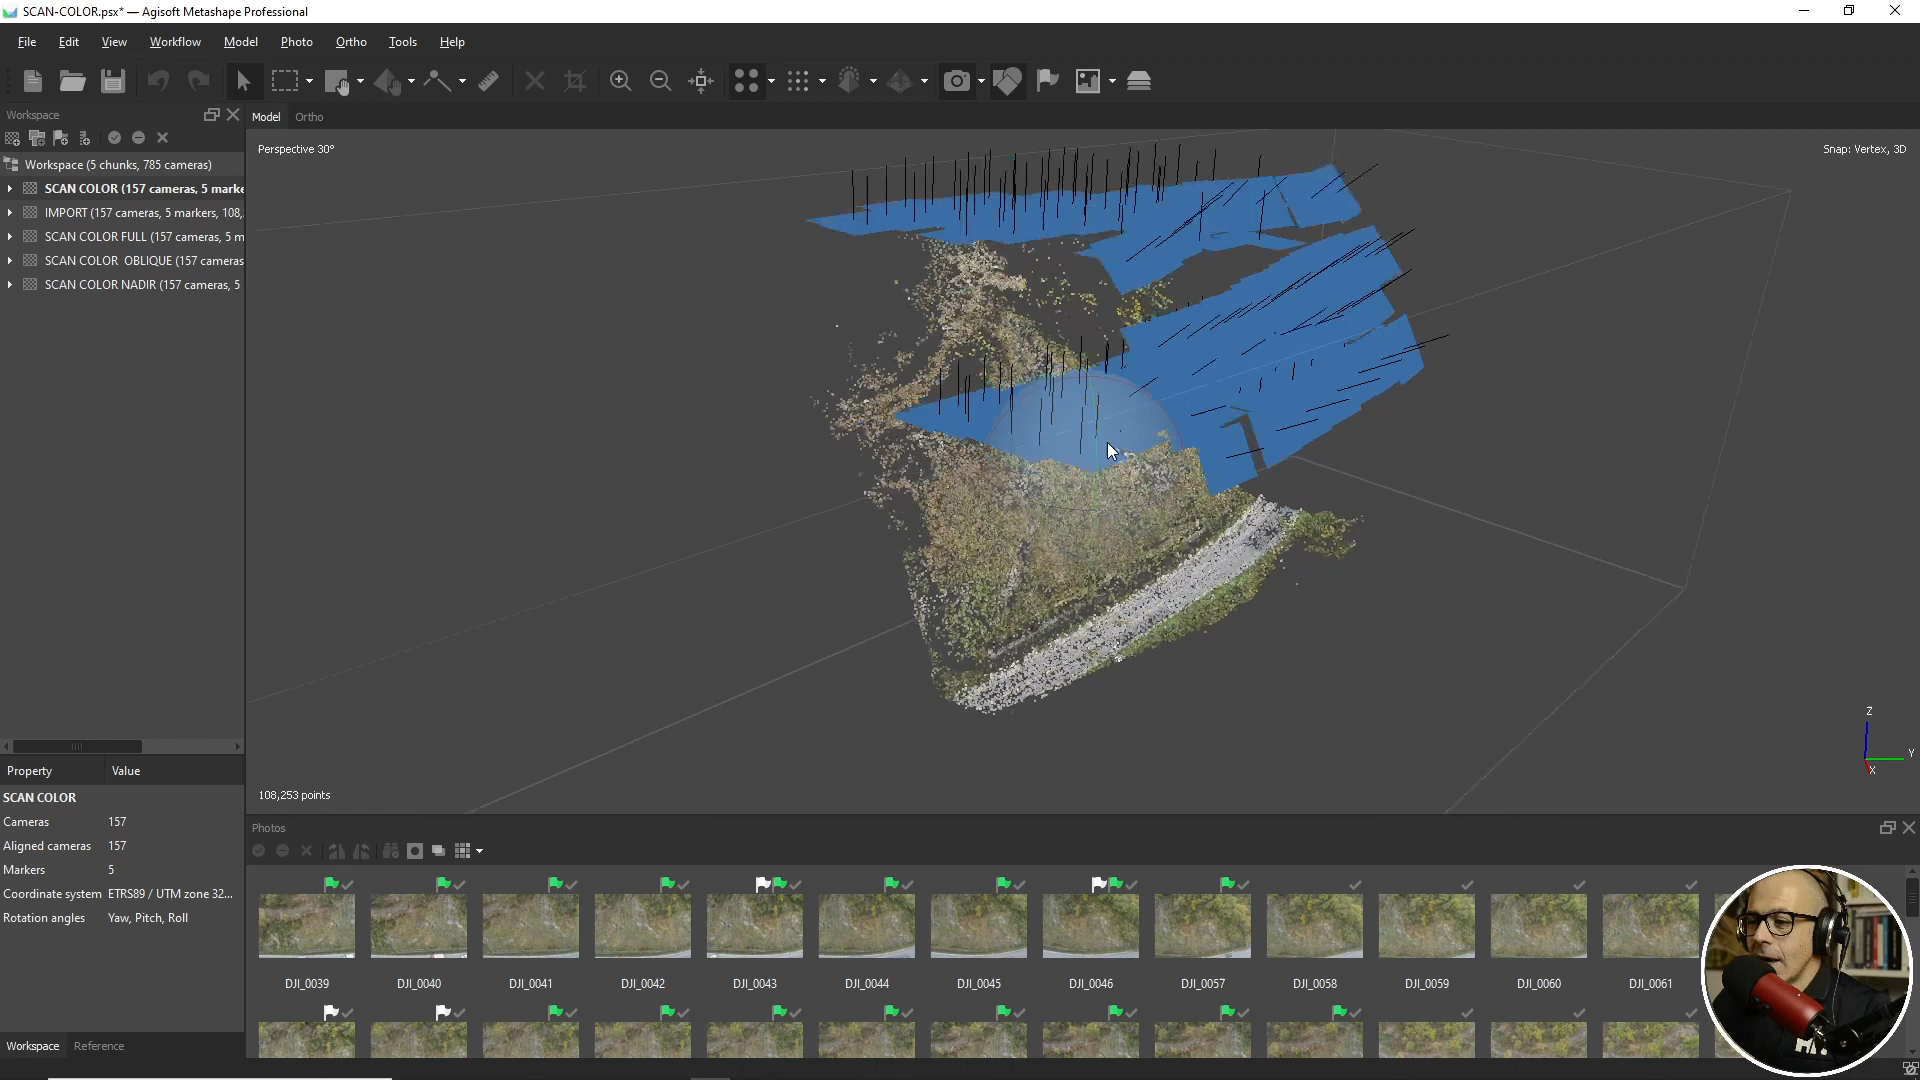 SCAN-COLOR.psx* — Agisoft Metashape Professional
File Edit View Workflow Model Photo Ortho Tools Help
Workspace
Model Ortho
Perspective 30°
Snap: Vertex, 3D
Workspace (5 chunks, 785 cameras)
SCAN COLOR (157 cameras, 5 marke
IMPORT (157 cameras, 5 markers, 108,
SCAN COLOR FULL (157 cameras, 5 m
SCAN COLOR OBLIQUE (157 cameras
SCAN COLOR NADIR (157 cameras, 5
Z
Y
X
108,253 points
Property Value
SCAN COLOR
Cameras 157
Aligned cameras 157
Markers 5
Coordinate system ETRS89 / UTM zone 32...
Rotation angles Yaw, Pitch, Roll
Photos
DJI_0039 DJI_0040 DJI_0041 DJI_0042 DJI_0043 DJI_0044 DJI_0045 DJI_0046 DJI_0057 DJI_0058 DJI_0059 DJI_0060 DJI_0061
Workspace Reference